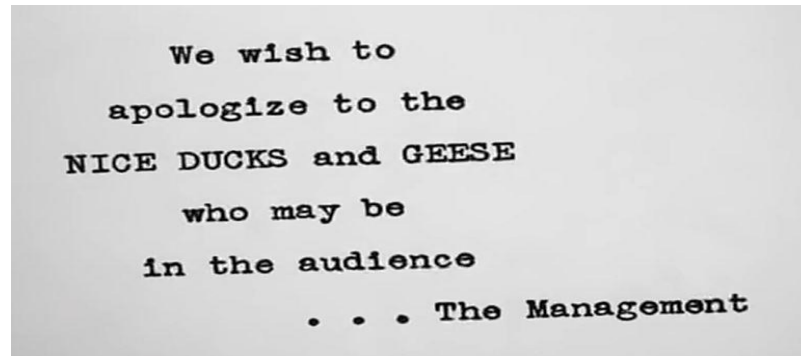 We wish to
apologize to the
NICE DUCKS and GEESE
who may be
in the audience
. . . The Management